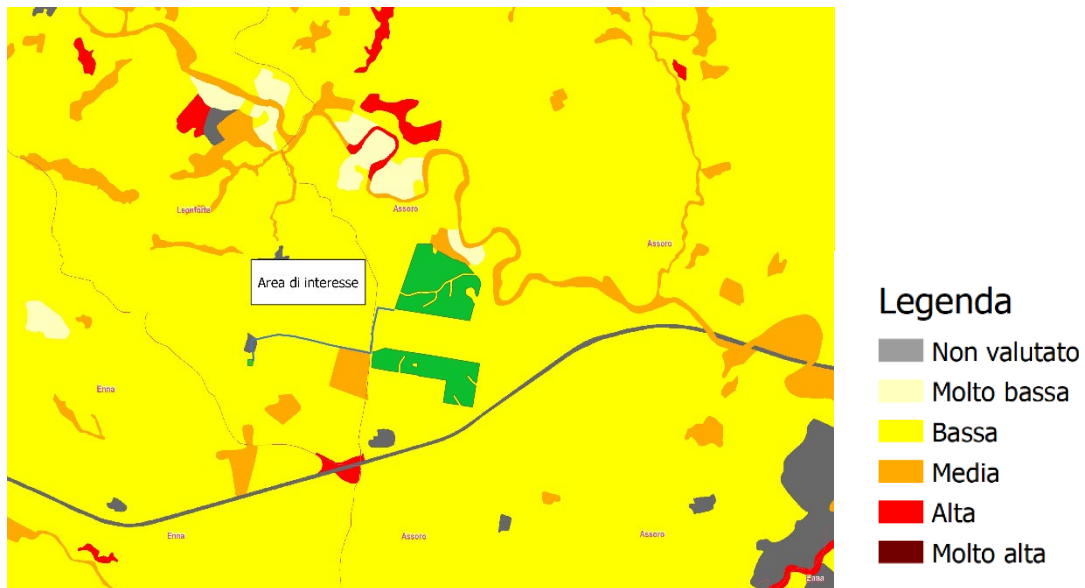 Leonforte
Assoro
Assoro
Area di interesse
Enna
Enna
Assoro
Assoro
Enna
Legenda
Non valutato
Molto bassa
Bassa
Media
Alta
Molto alta